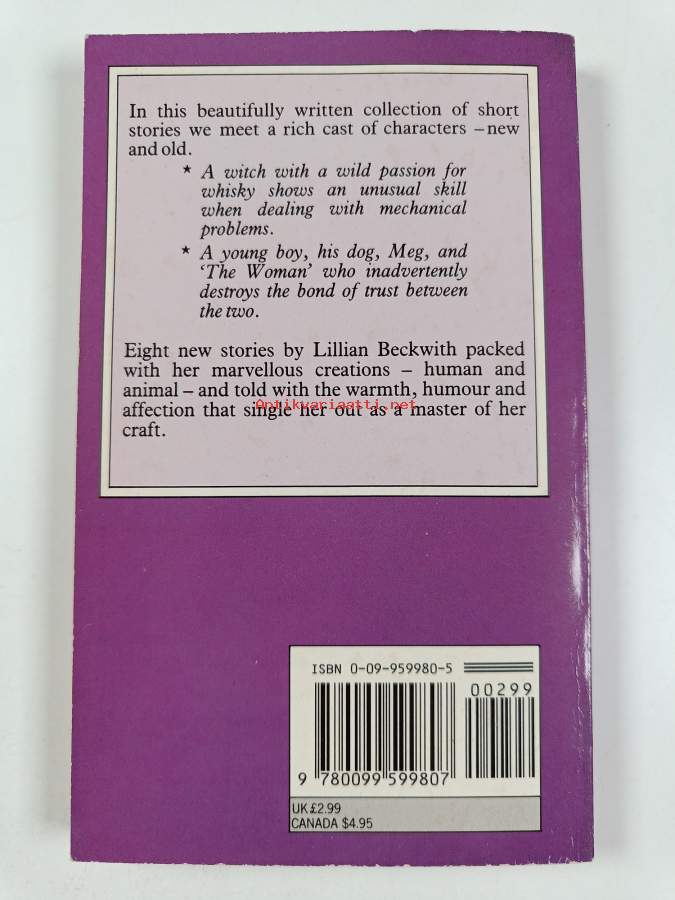 In this beautifully written collection of short
stories we meet a rich cast of characters – new
and old.
* A witch with a wild passion for
whisky shows an unusual skill
when dealing with mechanical
problems.
* A young boy, his dog, Meg, and
'The Woman' who inadvertently
destroys the bond of trust between
the two.
Eight new stories by Lillian Beckwith packed
with her marvellous creations – human and
animal – and told with the warmth, humour and
affection that single her out as a master of her
craft.
Antikvariaatti.net
ISBN 0-09-959980-5
00299
9 780099 599807
UK £2.99
CANADA $4.95